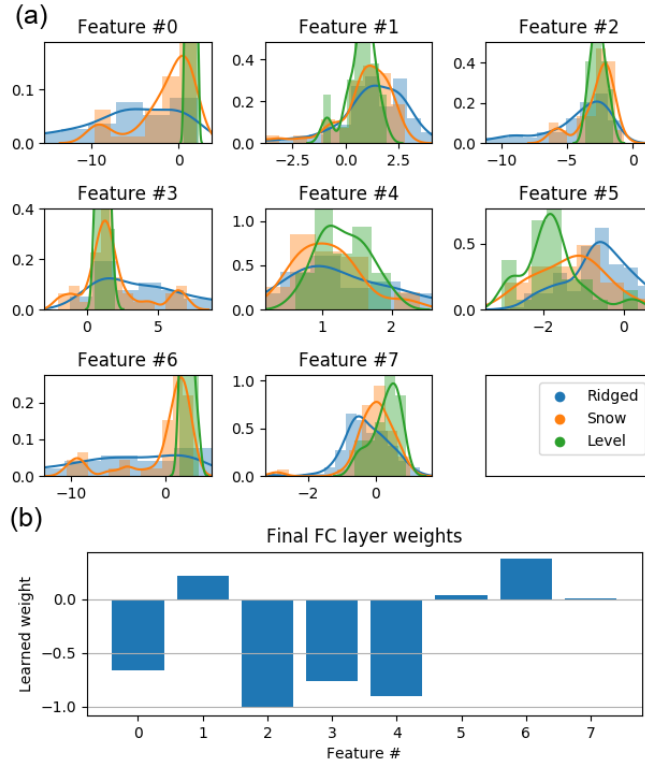 (a)
Feature #0 Feature #1 Feature #2
0.1
0.0
-10 0
0.4
0.2
0.0
-2.5 0.0 2.5
0.4
0.2
0.0
-10 -5 0
Feature #3 Feature #4 Feature #5
0.4
0.2
0.0
0 5
1.0
0.5
0.0
1 2
0.5
0.0
-2 0
Feature #6 Feature #7
0.2
0.1
0.0
-10 0
1.0
0.5
0.0
-2 0
Ridged
Snow
Level
(b)
Final FC layer weights
Learned weight
0.0
-0.5
-1.0
0 1 2 3 4 5 6 7
Feature #